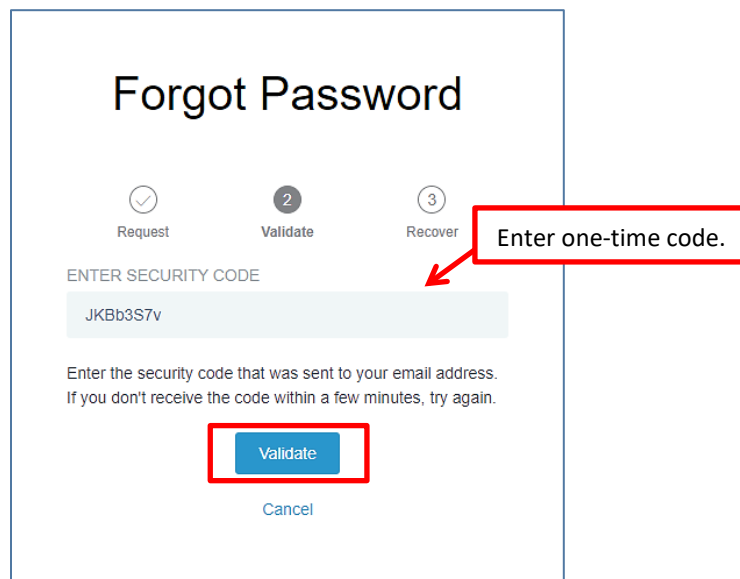 Forgot Password
2
3
Request
Validate
Recover
Enter one-time code.
ENTER SECURITY CODE
JKBb3S7v
Enter the security code that was sent to your email address.
If you don't receive the code within a few minutes, try again.
Validate
Cancel